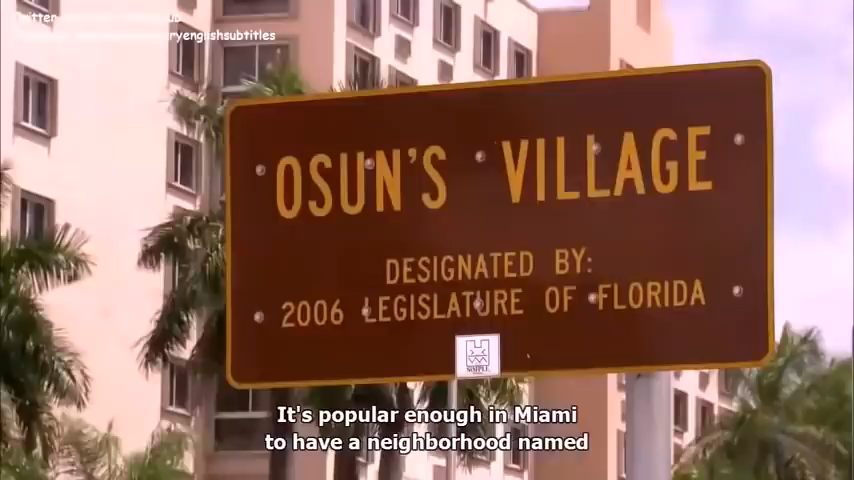 OSUN'S VILLAGE
DESIGNATED BY:
2006 LEGISLATURE OF FLORIDA
It's popular enough in Miami
to have a neighborhood named